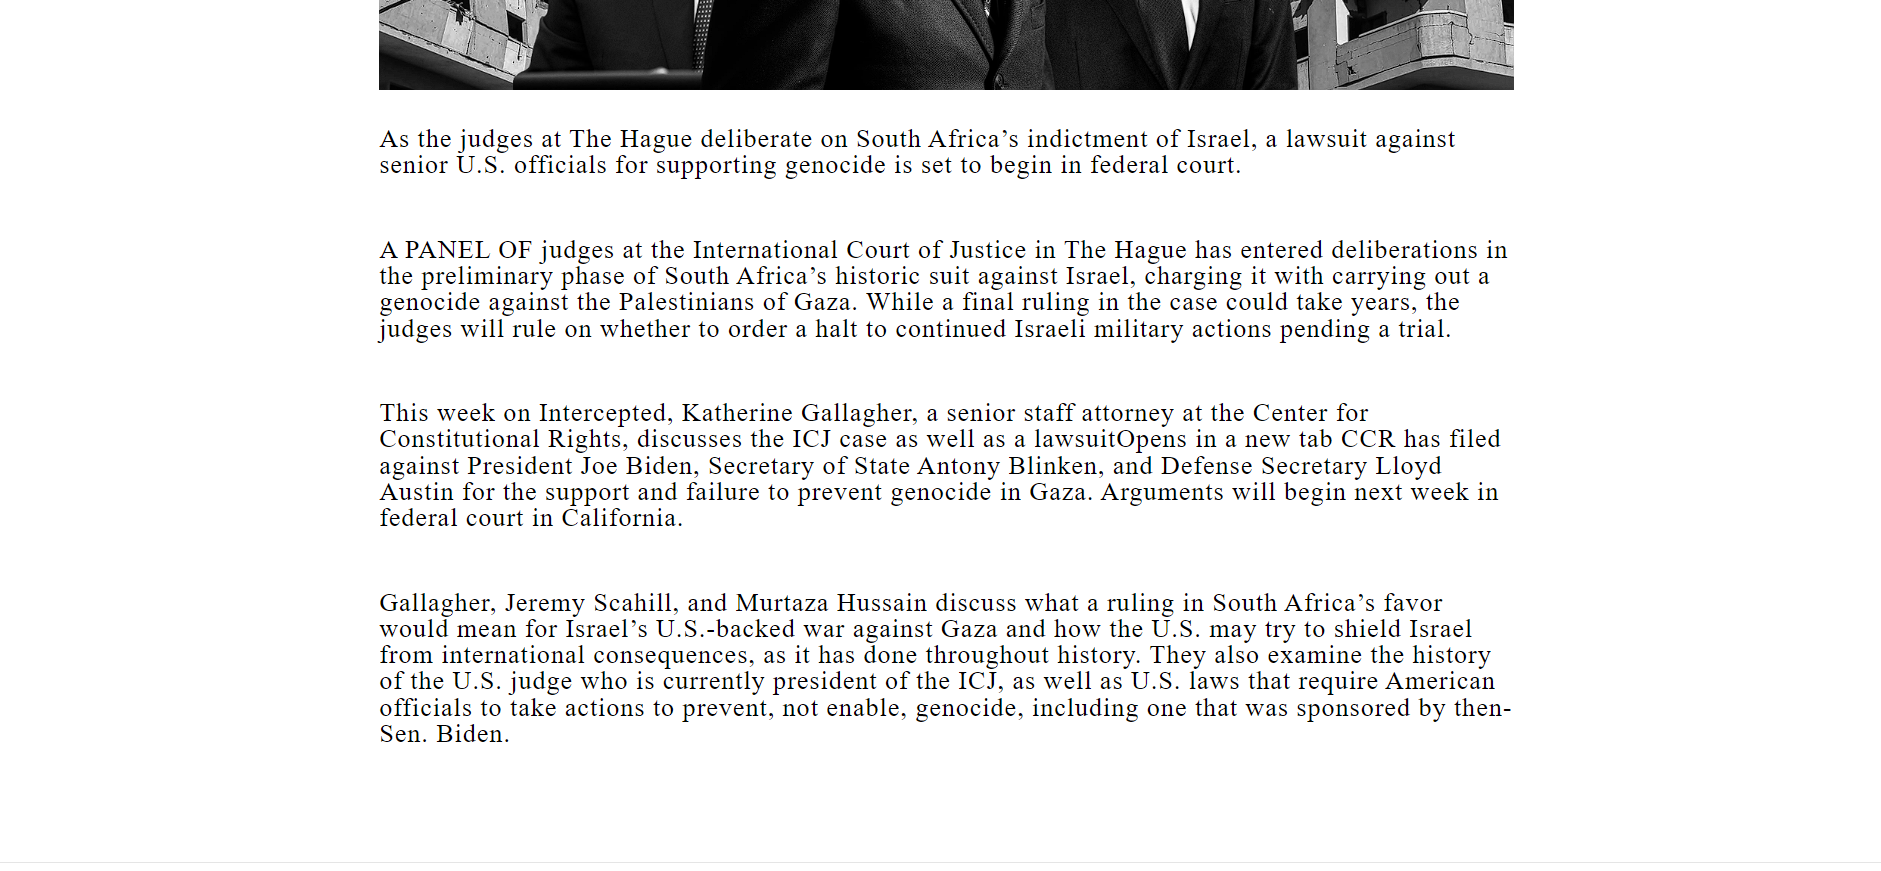 As the judges at The Hague deliberate on South Africa’s indictment of Israel, a lawsuit against
senior U.S. officials for supporting genocide is set to begin in federal court.
A PANEL OF judges at the International Court of Justice in The Hague has entered deliberations in
the preliminary phase of South Africa’s historic suit against Israel, charging it with carrying out a
genocide against the Palestinians of Gaza. While a final ruling in the case could take years, the
judges will rule on whether to order a halt to continued Israeli military actions pending a trial.
This week on Intercepted, Katherine Gallagher, a senior staff attorney at the Center for
Constitutional Rights, discusses the ICJ case as well as a lawsuitOpens in a new tab CCR has filed
against President Joe Biden, Secretary of State Antony Blinken, and Defense Secretary Lloyd
Austin for the support and failure to prevent genocide in Gaza. Arguments will begin next week in
federal court in California.
Gallagher, Jeremy Scahill, and Murtaza Hussain discuss what a ruling in South Africa’s favor
would mean for Israel’s U.S.-backed war against Gaza and how the U.S. may try to shield Israel
from international consequences, as it has done throughout history. They also examine the history
of the U.S. judge who is currently president of the ICJ, as well as U.S. laws that require American
officials to take actions to prevent, not enable, genocide, including one that was sponsored by then-
Sen. Biden.